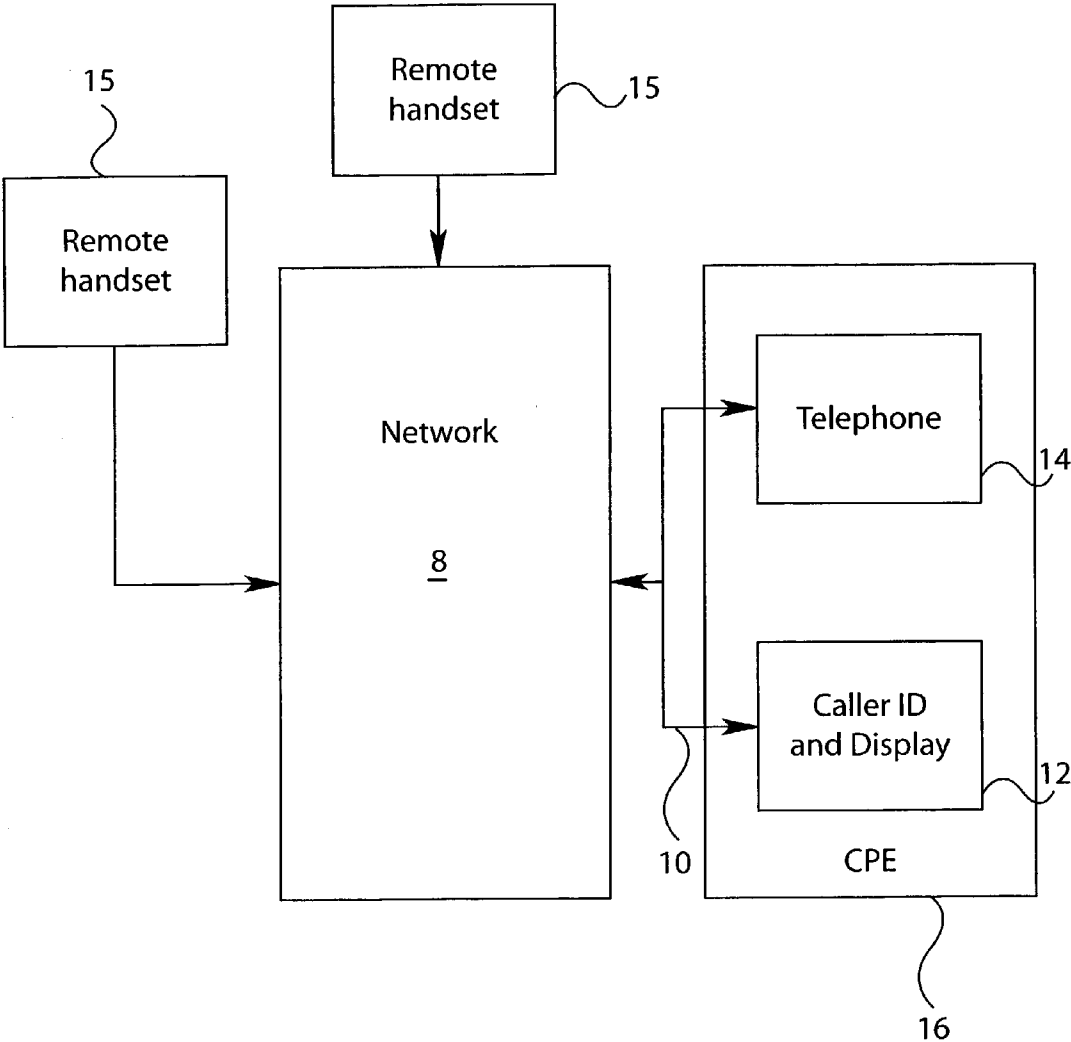 Remote
handset
15
15
Remote
handset
Network
8
Telephone
14
Caller ID
and Display
12
10
CPE
16